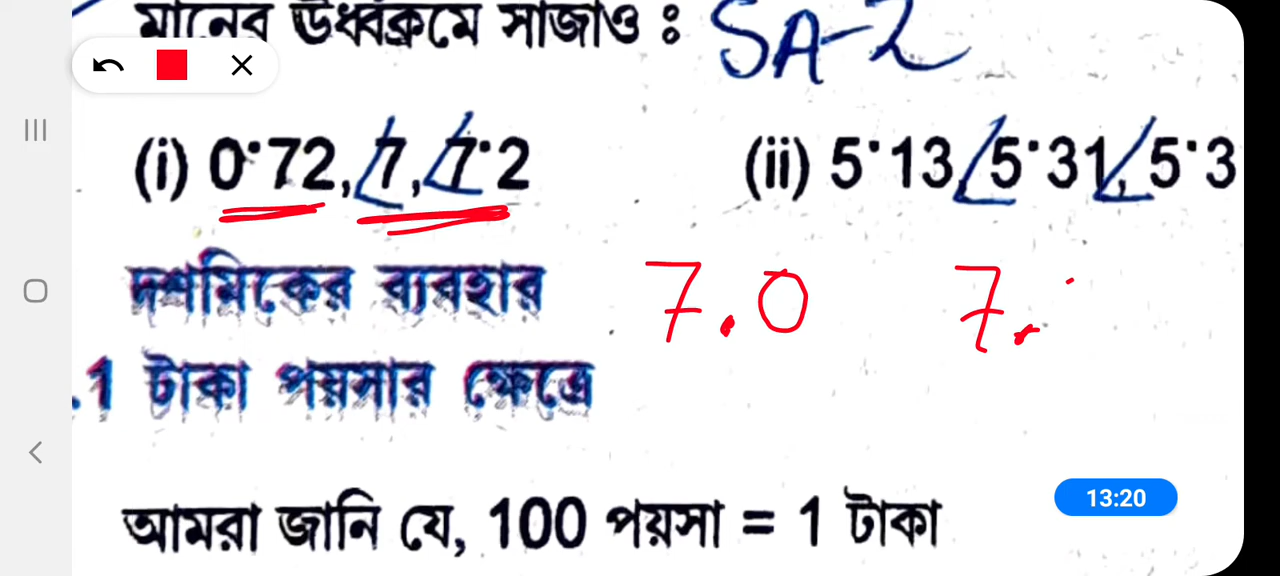 মানের ঊর্ধ্বক্রমে সাজাও : SA-2
(i) 0·72, 7, 7·2 (ii) 5·13, 5·31, 5·3
দশমিকের ব্যবহার
7.0 7.
.1 টাকা পয়সার ক্ষেত্রে
13:20
আমরা জানি যে, 100 পয়সা = 1 টাকা